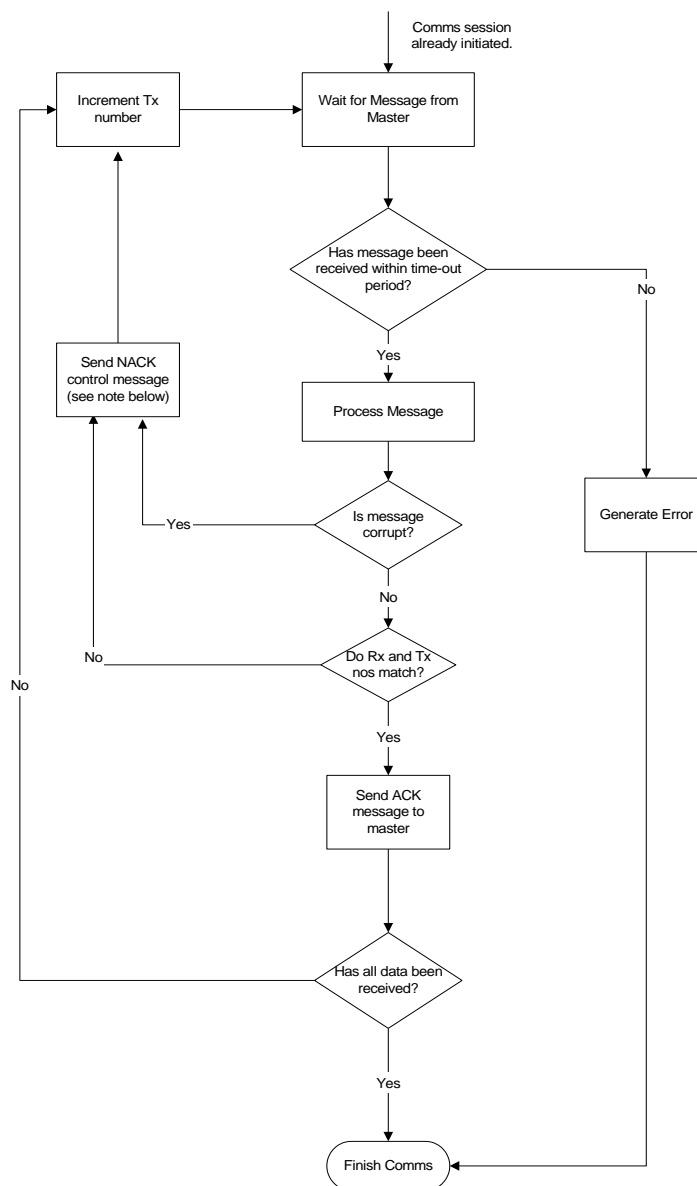 Comms session
already initiated.
Increment Tx
number
Wait for Message from
Master
Has message been
received within time-out
period?
No
Yes
Send NACK
control message
(see note below)
Process Message
Is message
corrupt?
Yes
Generate Error
No
Do Rx and Tx
nos match?
No
No
Yes
Send ACK
message to
master
Has all data been
received?
Yes
Finish Comms